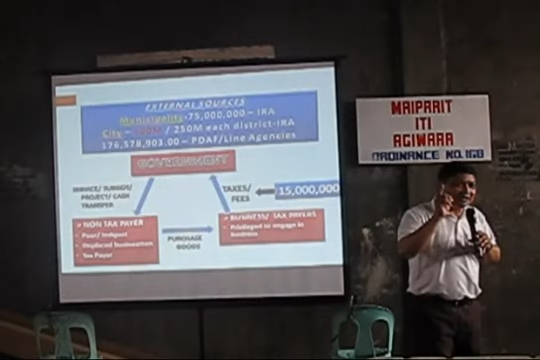 EXTERNAL SOURCES
Municipality-75,000,000 – IRA
City – / 250M each district-IRA
176,578,903.00 – PDAF/Line Agencies
GOVERNMENT
SERVICE/ SUBSIDY/
PROJECT/ CASH
TRANSFER
TAXES/
FEES
15,000,000
NON TAX PAYER
Poor/ Indigent
Displaced
Tax Payer
PURCHASE
GOODS
BUSINESS/ TAX PAYERS
Privileged to engage in
business
MAIPARIT
ITI
AGIWARA
ORDINANCE NO. 168